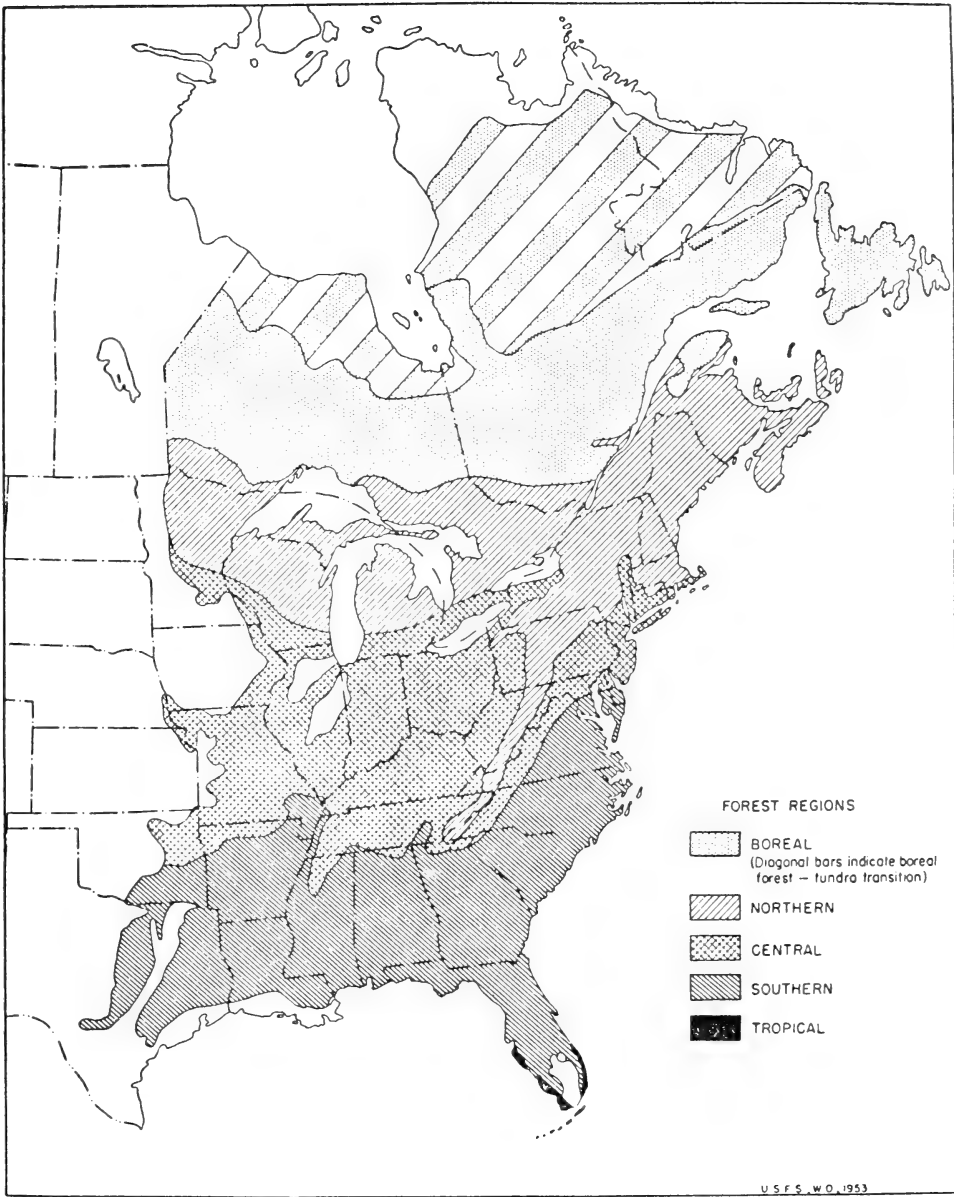 FOREST REGIONS
BOREAL
(Diagonal bars indicate boreal
forest – tundra transition)
NORTHERN
CENTRAL
SOUTHERN
TROPICAL
U S F S . W O . 1953